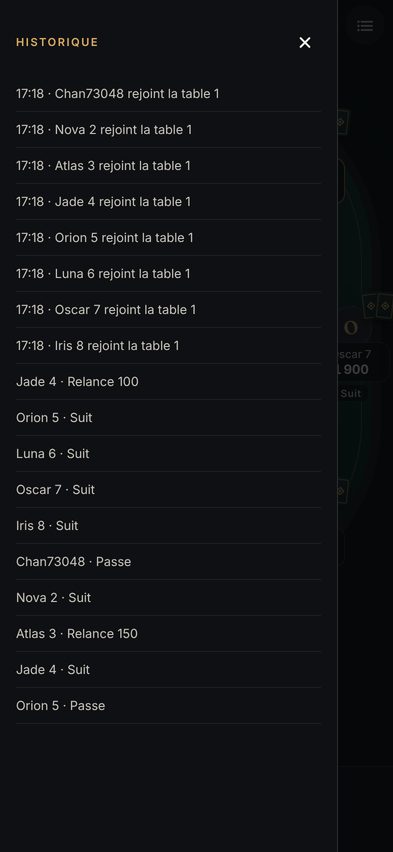 HISTORIQUE
17:18 · Chan73048 rejoint la table 1
17:18 · Nova 2 rejoint la table 1
17:18 · Atlas 3 rejoint la table 1
17:18 · Jade 4 rejoint la table 1
17:18 · Orion 5 rejoint la table 1
17:18 · Luna 6 rejoint la table 1
17:18 · Oscar 7 rejoint la table 1
17:18 · Iris 8 rejoint la table 1
Jade 4 · Relance 100
Orion 5 · Suit
Luna 6 · Suit
Oscar 7 · Suit
Iris 8 · Suit
Chan73048 · Passe
Nova 2 · Suit
Atlas 3 · Relance 150
Jade 4 · Suit
Orion 5 · Passe
O
scar 7
1 900
Suit